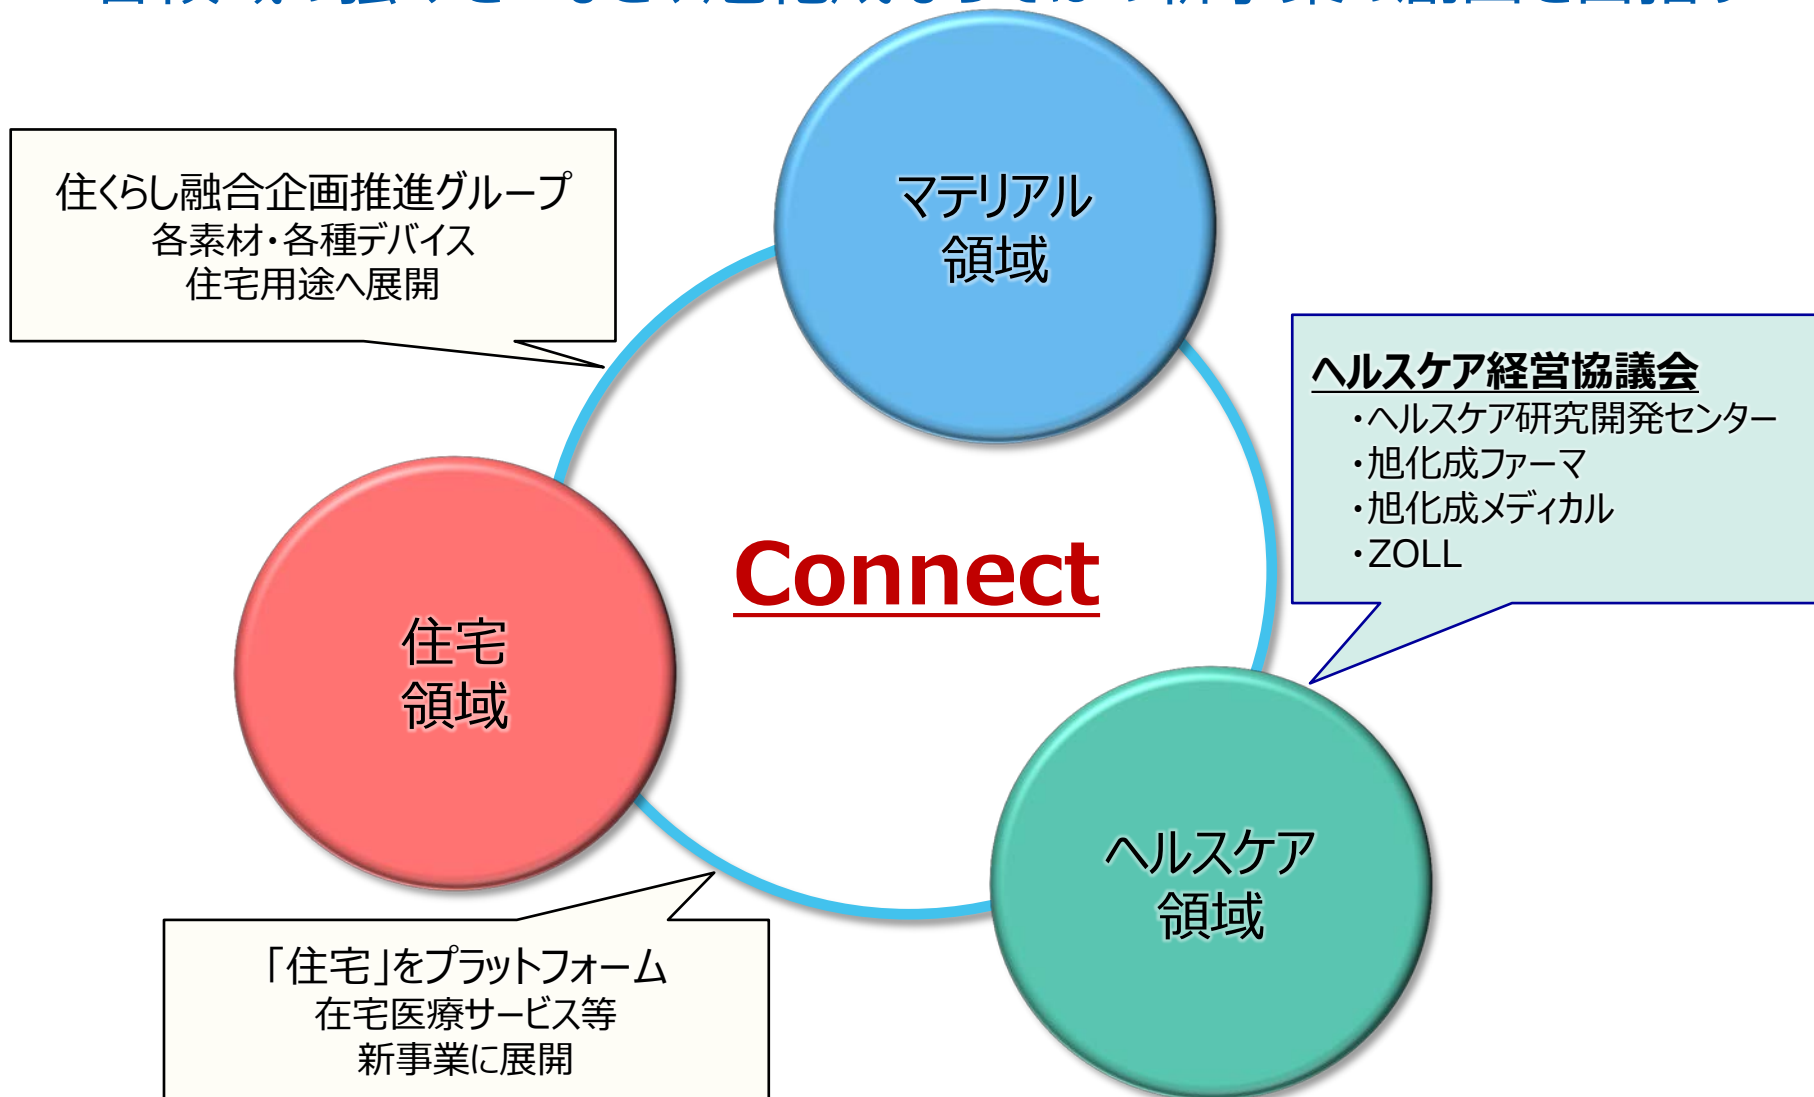 マテリアル
領域
住くらし融合企画推進グループ
各素材・各種デバイス
住宅用途へ展開
ヘルスケア経営協議会
・ヘルスケア研究開発センター
・旭化成ファーマ
・旭化成メディカル
・ZOLL
Connect
住宅
領域
ヘルスケア
領域
「住宅」をプラットフォーム
在宅医療サービス等
新事業に展開